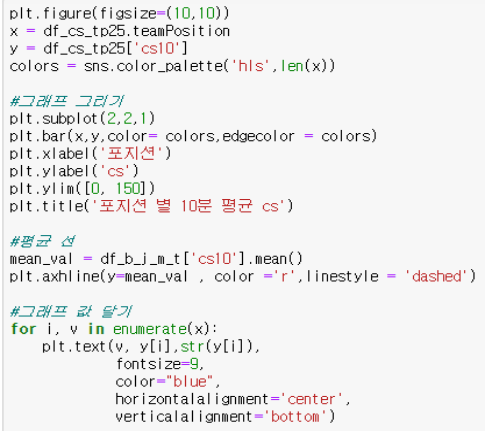 plt.figure(figsize=(10,10))
x = df_cs_tp25.teamPosition
y = df_cs_tp25['cs10']
colors = sns.color_palette('hls',len(x))
#그래프 그리기
plt.subplot(2,2,1)
plt.bar(x,y,color= colors,edgecolor = colors)
plt.xlabel('포지션')
plt.ylabel('cs')
plt.ylim([0, 150])
plt.title('포지션 별 10분 평균 cs')
#평균 선
mean_val = df_b_j_m_t['cs10'].mean()
plt.axhline(y=mean_val , color ='r',linestyle = 'dashed')
#그래프 값 달기
for i, v in enumerate(x):
    plt.text(v, y[i],str(y[i]),
             fontsize=9,
             color="blue",
             horizontalalignment='center',
             verticalalignment='bottom')